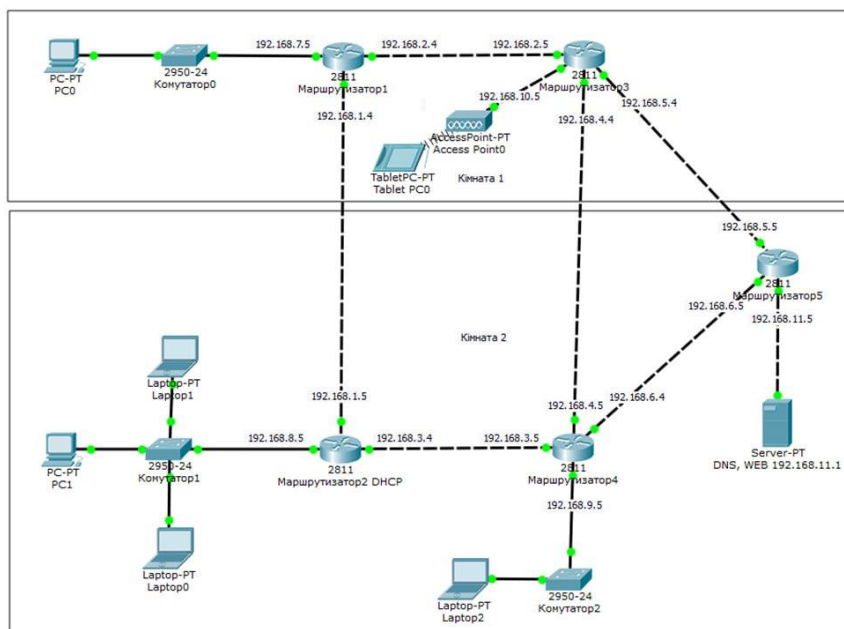 192.168.7.5
192.168.2.4
192.168.2.5
PC-PT
PC0
2950-24
Комутатор0
2811
Маршрутизатор1
2811
Маршрутизатор3
192.168.10.5
192.168.5.4
192.168.1.4
192.168.4.4
AccessPoint-PT
Access Point0
TabletPC-PT
Tablet PC0
Кімната 1
192.168.5.5
2811
Маршрутизатор5
192.168.6.5
192.168.11.5
Кімната 2
Laptop-PT
Laptop1
192.168.6.4
192.168.1.5
192.168.4.5
192.168.8.5
192.168.3.4
192.168.3.5
PC-PT
PC1
2950-24
Комутатор1
2811
Маршрутизатор2 DHCP
2811
Маршрутизатор4
Server-PT
DNS, WEB 192.168.11.1
192.168.9.5
Laptop-PT
Laptop0
Laptop-PT
Laptop2
2950-24
Комутатор2